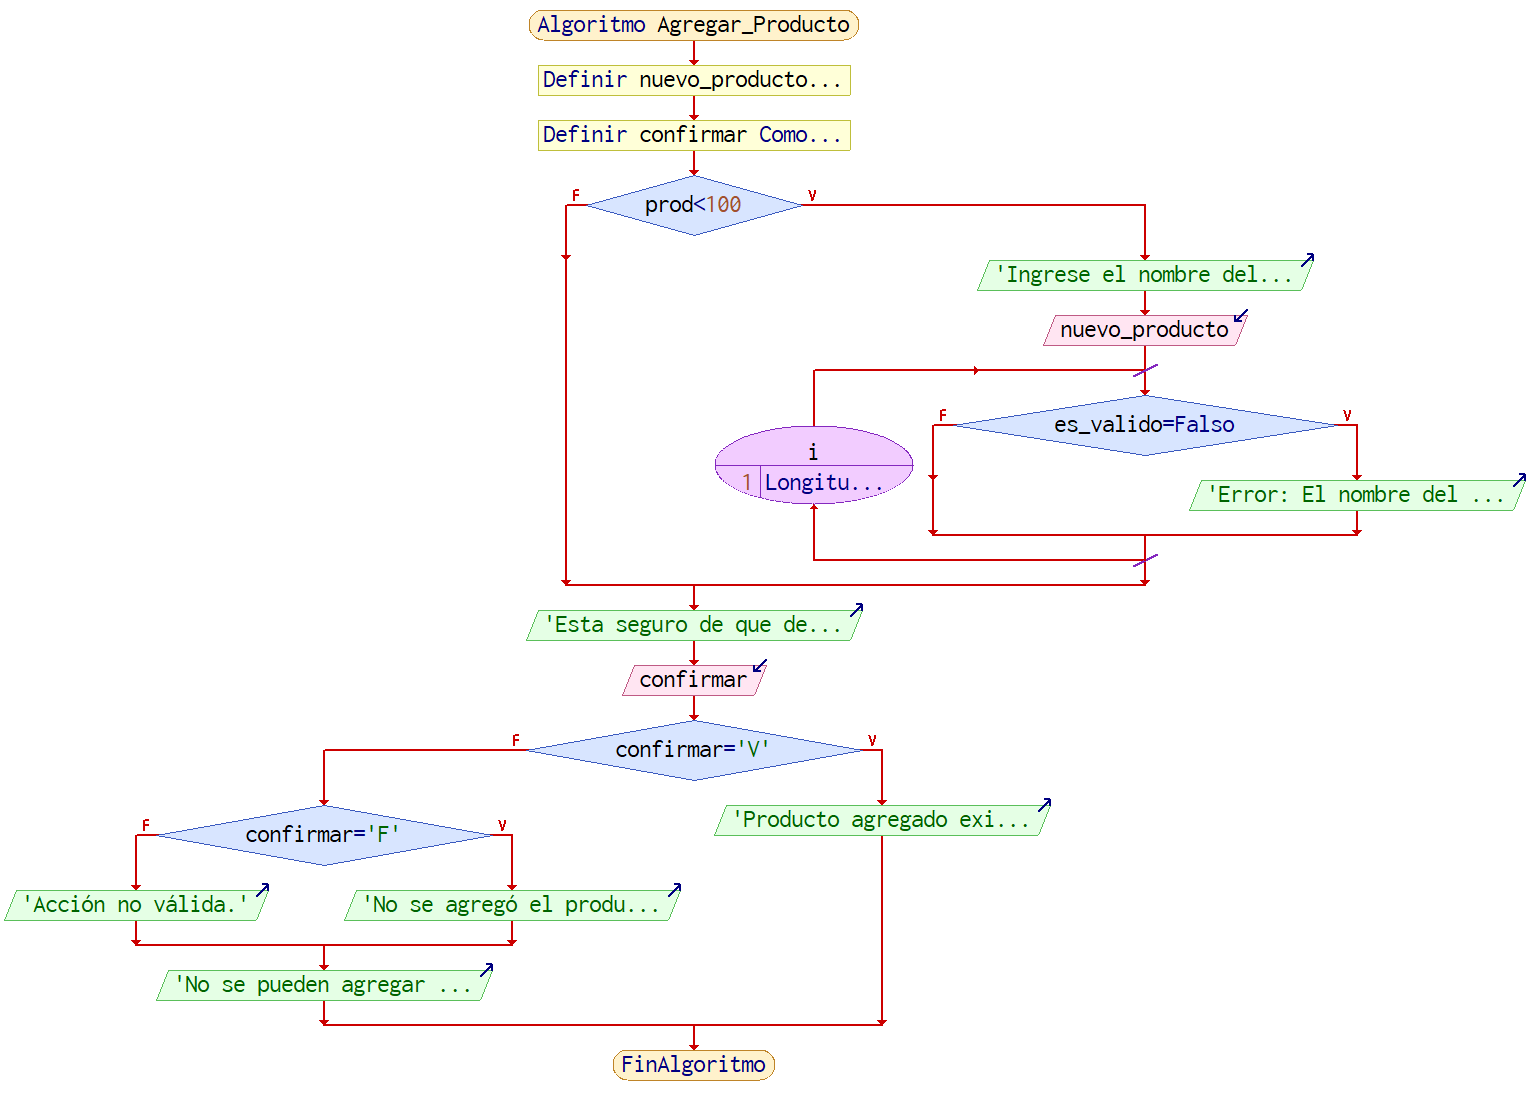 Algoritmo Agregar_Producto
Definir nuevo_producto...
Definir confirmar Como...
F
prod<100
V
'Ingrese el nombre del...
nuevo_producto
F
es_valido=Falso
V
i
1 Longitu...
'Error: El nombre del ...
'Esta seguro de que de...
confirmar
F
confirmar='V'
V
'Producto agregado exi...
F
confirmar='F'
V
'Acción no válida.'
'No se agregó el produ...
'No se pueden agregar ...
FinAlgoritmo